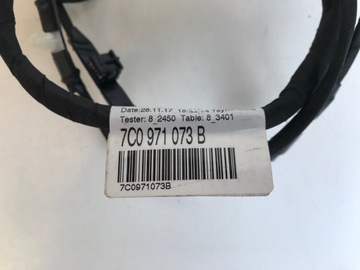 Date:28.11.17
Tester: 8_2450 Table: 8_3401
7C0 971 073 B
7C0971073B